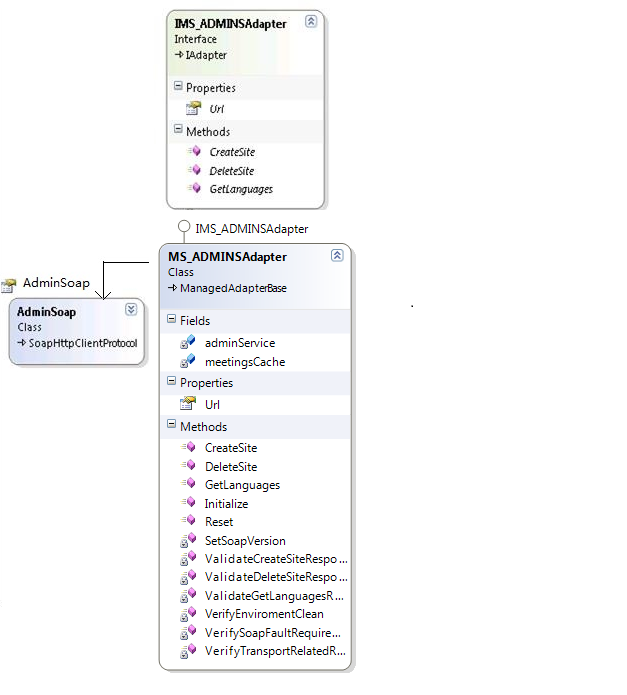 IMS_ADMINSAdapter
Interface
IAdapter
Properties
Url
Methods
CreateSite
DeleteSite
GetLanguages
IMS_ADMINSAdapter
MS_ADMINSAdapter
Class
ManagedAdapterBase
Fields
adminService
meetingsCache
Properties
Url
Methods
CreateSite
DeleteSite
GetLanguages
Initialize
Reset
SetSoapVersion
ValidateCreateSiteRespo...
ValidateDeleteSiteRespo...
ValidateGetLanguagesR...
VerifyEnviromentClean
VerifySoapFaultRequire...
VerifyTransportRelatedR...
AdminSoap
AdminSoap
Class
SoapHttpClientProtocol